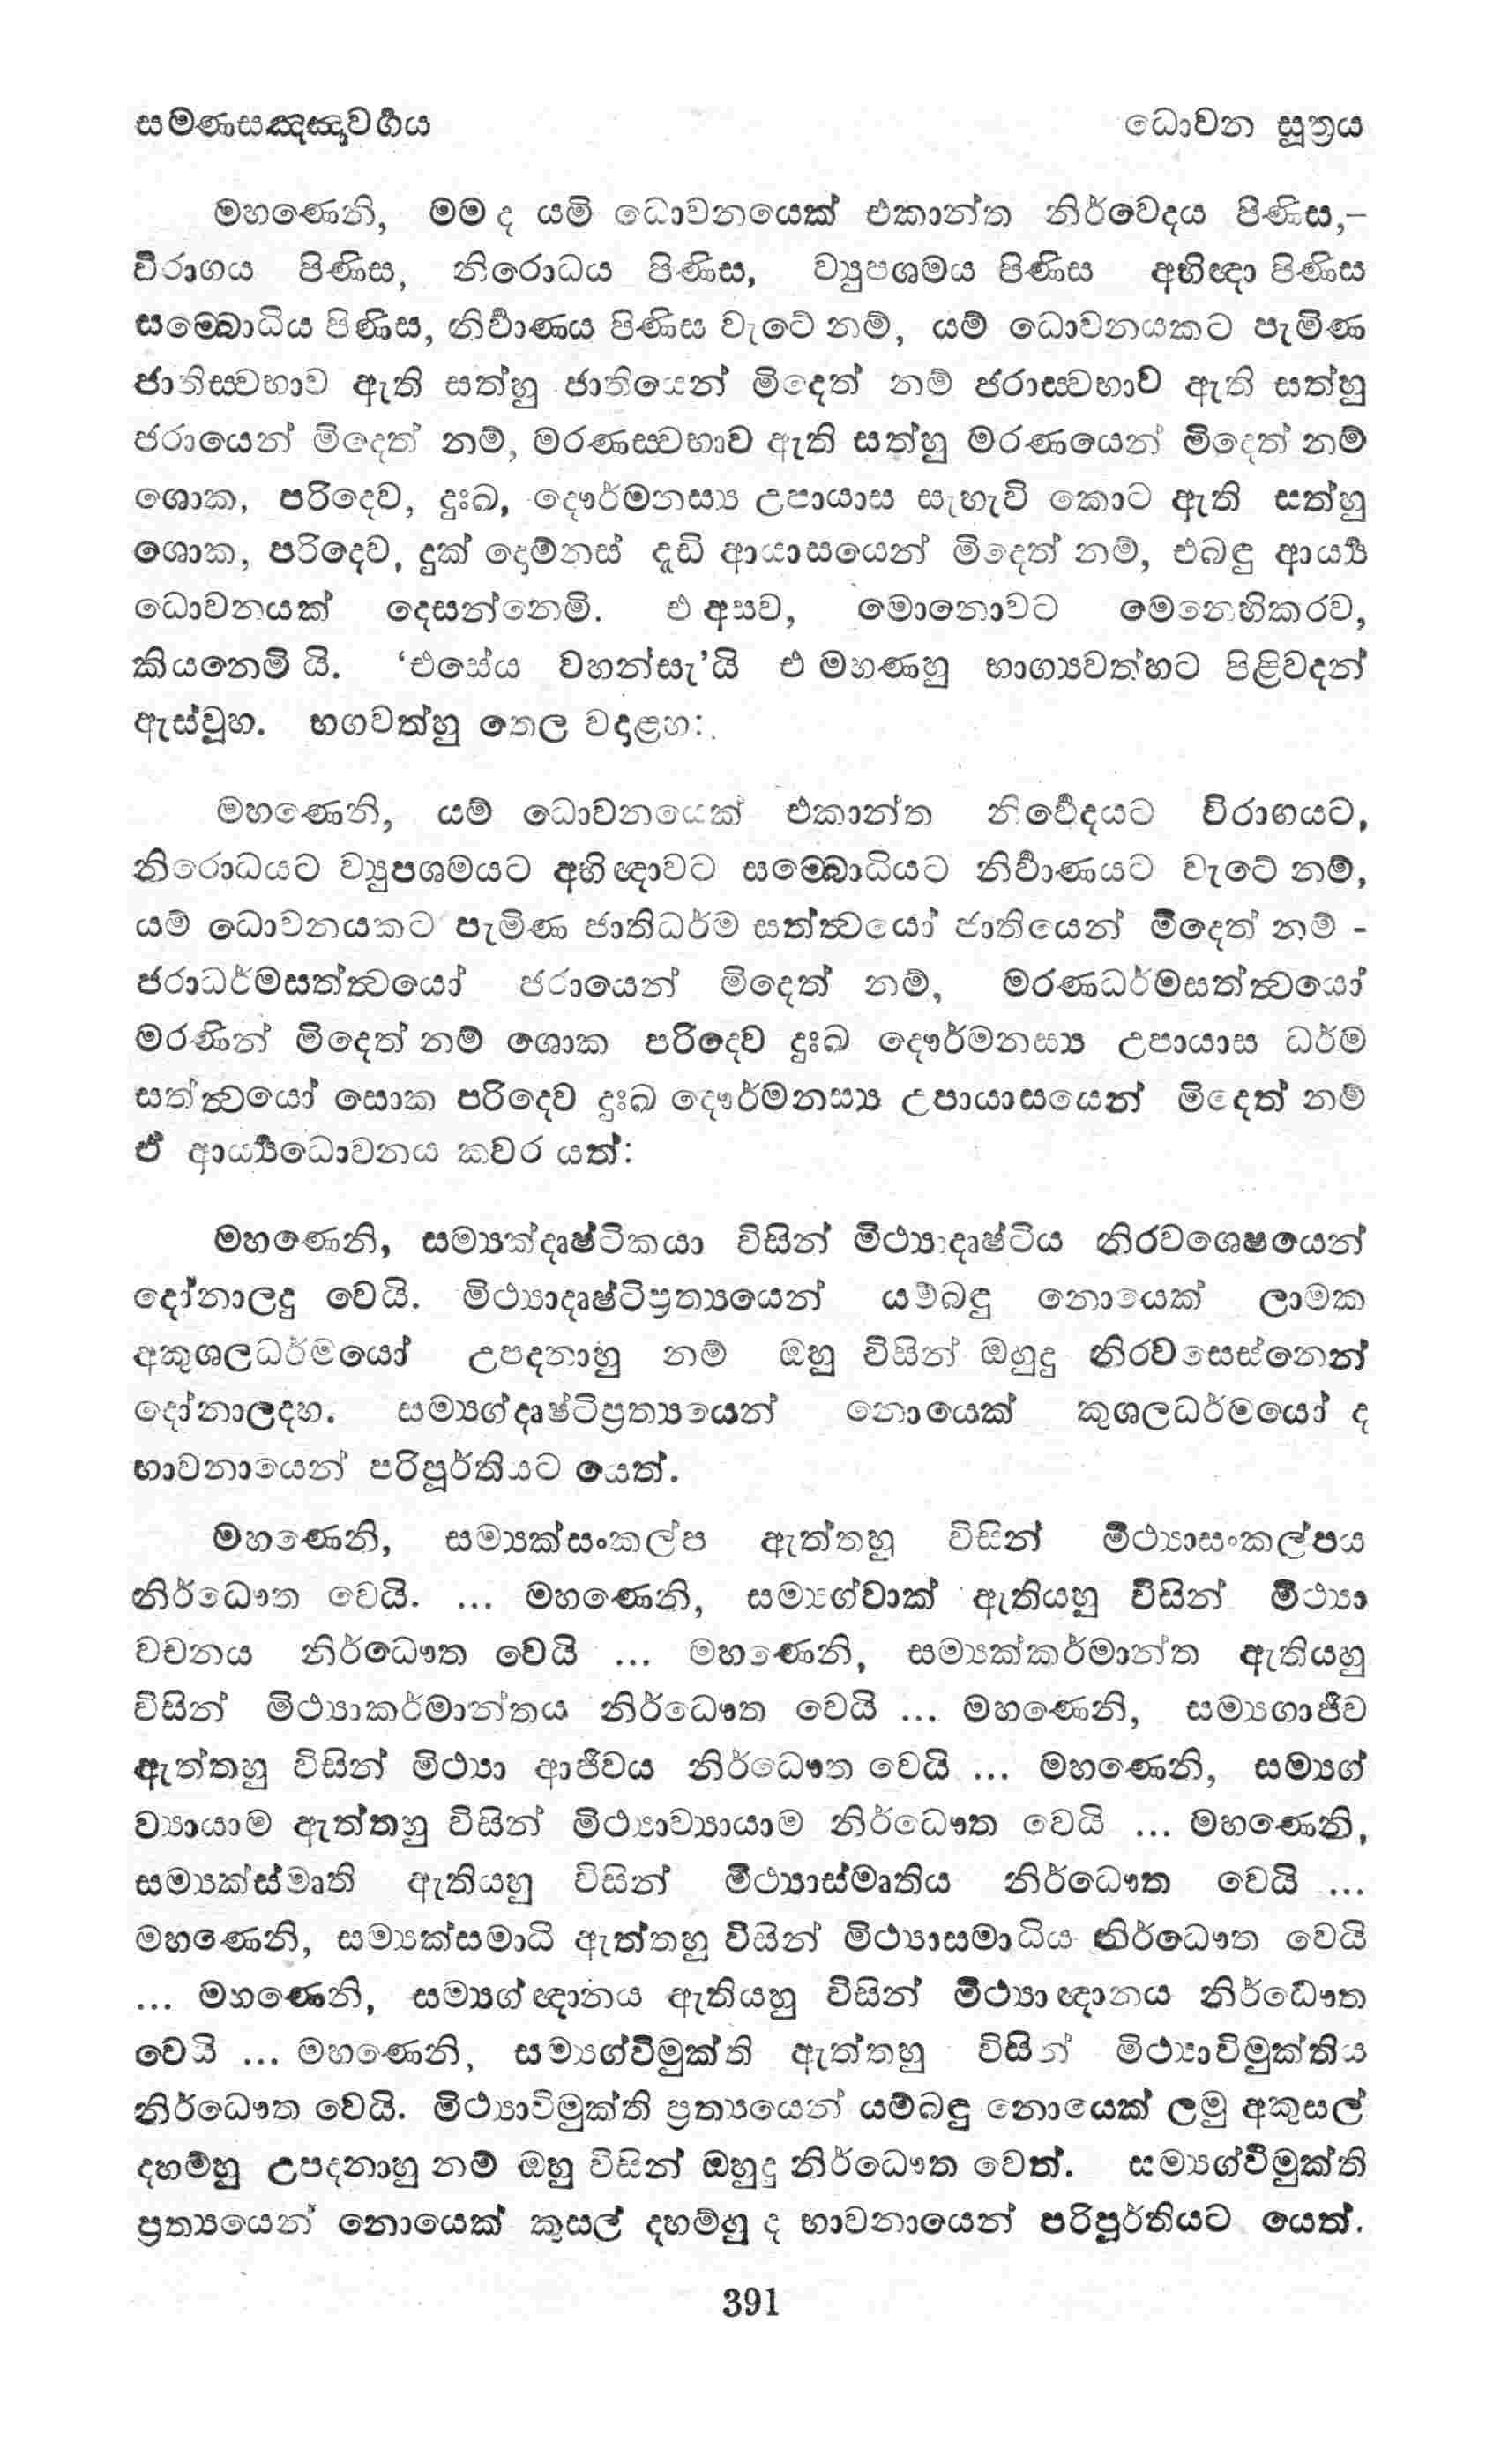 සමණසඤ්ඤාවර්‍ගය ධොවන සූත්‍රය
මහණෙනි, මම ද යම් ධොවනයෙක් එකාන්ත නිර්වේදය පිණිස,–
විරාගය පිණිස, නිරොධය පිණිස, ව්‍යුපශමය පිණිස අභිඥා පිණිස
සම්බොධිය පිණිස, නිර්‍වාණය පිණිස වැටේ නම්, යම් ධොවනයකට පැමිණ
ජාතිස්වභාව ඇති සත්හු ජාතියෙන් මිදෙත් නම් ජරාස්වභාව ඇති සත්හු
ජරායෙන් මිදෙත් නම්, මරණස්වභාව ඇති සත්හු මරණයෙන් මිදෙත් නම්
ශොක, පරිදෙව, දුඃඛ, දෞර්මනස්‍ය උපායාස සැහැවි කොට ඇති සත්හු
ශොක, පරිදෙව, දුක් දොම්නස් දැඩි ආයාසයෙන් මිදෙත් නම්, එබඳු ආර්‍ය්‍ය
ධොවනයක් දෙසන්නෙමි. එ අසව, මොනොවට මෙනෙහිකරව,
කියනෙමි යි. ‘එසේය වහන්සැ’යි එ මහණහු භාග්‍යවත්හට පිළිවදන්
ඇස්වූහ. භගවත්හු තෙල වදාළහ:
මහණෙනි, යම් ධොවනයෙක් එකාන්ත නිර්‍වේදයට විරාගයට,
නිරොධයට ව්‍යුපශමයට අභිඥාවට සම්බොධියට නිර්‍වාණයට වැටේ නම්,
යම් ධොවනයකට පැමිණ ජාතිධර්ම සත්ත්‍වයෝ ජාතියෙන් මිදෙත් නම් -
ජරාධර්මසත්ත්‍වයෝ ජරායෙන් මිදෙත් නම්, මරණධර්මසත්ත්‍වයෝ
මරණින් මිදෙත් නම් ශොක පරිදෙව දුඃඛ දෞර්මනස්‍ය උපායාස ධර්ම
සත්ත්‍වයෝ සොක පරිදෙව දුඃඛ දෞර්මනස්‍ය උපායාසයෙන් මිදෙත් නම්
ඒ ආර්‍ය්‍යධොවනය කවර යත්:
මහණෙනි, සම්‍යක්දෘෂ්ටිකයා විසින් මිථ්‍යාදෘෂ්ටිය නිරවශෙෂයෙන්
දෝනාලදු වෙයි. මිථ්‍යාදෘෂ්ටිප්‍රත්‍යයෙන් යම්බඳු නොයෙක් ලාමක
අකුශලධර්මයෝ උපදනාහු නම් ඔහු විසින් ඔහුදු නිරවසෙස්නෙන්
දෝනාලදහ. සම්‍යග්දෘෂ්ටිප්‍රත්‍යයෙන් නොයෙක් කුශලධර්මයෝ ද
භාවනායෙන් පරිපූර්තියට යෙත්.
මහණෙනි, සම්‍යක්සංකල්ප ඇත්තහු විසින් මිථ්‍යාසංකල්පය
නිර්ධෞත වෙයි. ... මහණෙනි, සම්‍යග්වාක් ඇතියහු විසින් මිථ්‍යා
වචනය නිර්ධෞත වෙයි ... මහණෙනි, සම්‍යක්කර්මාන්ත ඇතියහු
විසින් මිථ්‍යාකර්මාන්තය නිර්ධෞත වෙයි ... මහණෙනි, සම්‍යගාජීව
ඇත්තහු විසින් මිථ්‍යා ආජීවය නිර්ධෞත වෙයි ... මහණෙනි, සම්‍යග්
ව්‍යායාම ඇත්තහු විසින් මිථ්‍යාව්‍යායාම නිර්ධෞත වෙයි ... මහණෙනි,
සම්‍යක්ස්මෘති ඇතියහු විසින් මිථ්‍යාස්මෘතිය නිර්ධෞත වෙයි ...
මහණෙනි, සම්‍යක්සමාධි ඇත්තහු විසින් මිථ්‍යාසමාධිය නිර්ධෞත වෙයි
... මහණෙනි, සම්‍යග්ඥානය ඇතියහු විසින් මිථ්‍යාඥානය නිර්ධෞත
වෙයි ... මහණෙනි, සම්‍යග්විමුක්ති ඇත්තහු විසින් මිථ්‍යාවිමුක්තිය
නිර්ධෞත වෙයි. මිථ්‍යාවිමුක්ති ප්‍රත්‍යයෙන් යම්බඳු නොයෙක් ලමු අකුසල්
දහම්හු උපදනාහු නම් ඔහු විසින් ඔහුදු නිර්ධෞත වෙත්. සම්‍යග්විමුක්ති
ප්‍රත්‍යයෙන් නොයෙක් කුසල් දහම්හු ද භාවනායෙන් පරිපූර්තියට යෙත්.
391